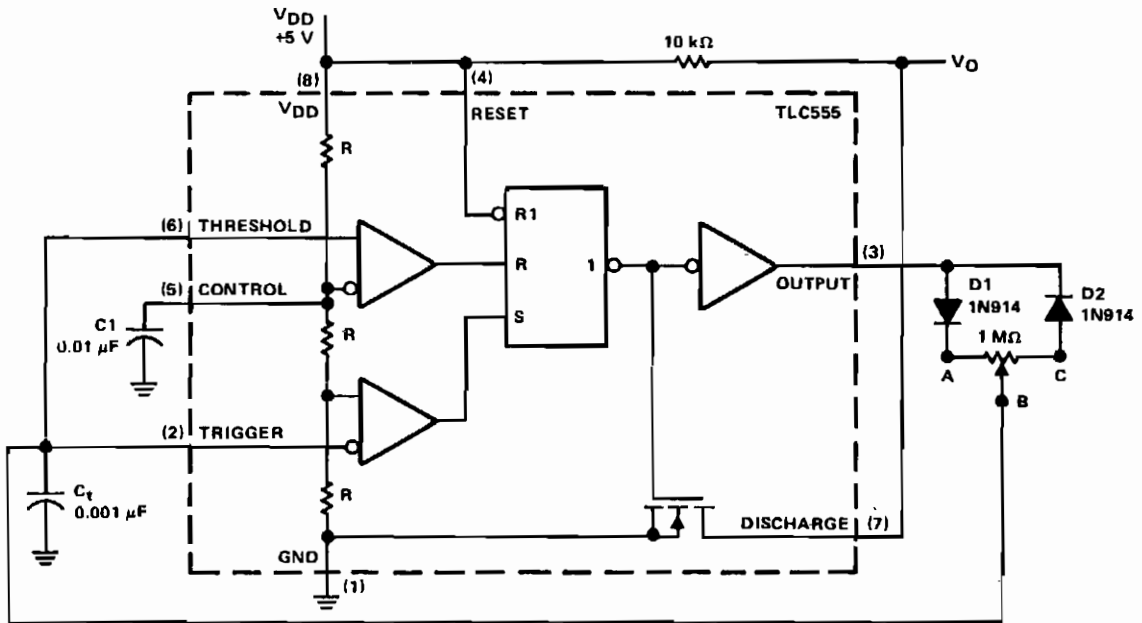 VDD
+5 V
10 kΩ
VO
(8)
(4)
VDD
RESET
TLC555
R
(6) THRESHOLD
R1
R
1
S
(3)
OUTPUT
D1
1N914
D2
1N914
(5) CONTROL
C1
0.01 µF
R
1 MΩ
A
C
B
(2) TRIGGER
Ct
0.001 µF
R
DISCHARGE (7)
GND
(1)